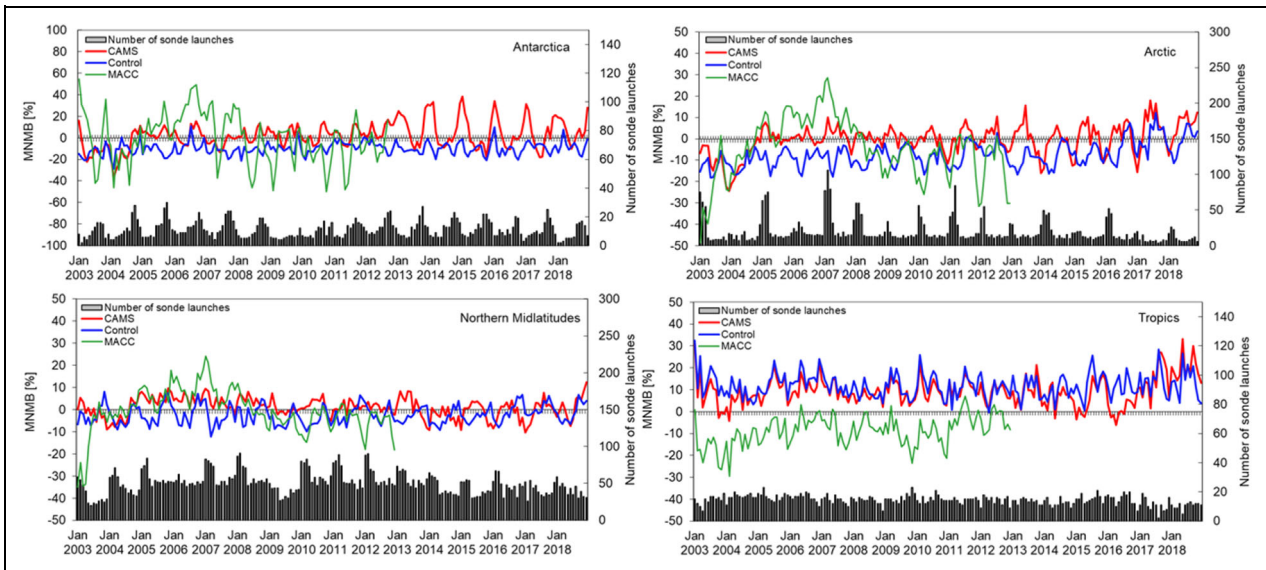 Antarctica
Number of sonde launches
CAMS
Control
MACC
MNMB [%]
100
80
60
40
20
0
-20
-40
-60
-80
-100
Number of sonde launches
140
120
100
80
60
40
20
0
Jan Jan Jan Jan Jan Jan Jan Jan Jan Jan Jan Jan Jan Jan Jan Jan
2003 2004 2005 2006 2007 2008 2009 2010 2011 2012 2013 2014 2015 2016 2017 2018
Arctic
Number of sonde launches
CAMS
Control
MACC
MNMB [%]
50
40
30
20
10
0
-10
-20
-30
-40
-50
Number of sonde launches
300
250
200
150
100
50
0
Jan Jan Jan Jan Jan Jan Jan Jan Jan Jan Jan Jan Jan Jan Jan Jan
2003 2004 2005 2006 2007 2008 2009 2010 2011 2012 2013 2014 2015 2016 2017 2018
Northern Midlatitudes
Number of sonde launches
CAMS
Control
MACC
MNMB [%]
50
40
30
20
10
0
-10
-20
-30
-40
-50
Number of sonde launches
300
250
200
150
100
50
0
Jan Jan Jan Jan Jan Jan Jan Jan Jan Jan Jan Jan Jan Jan Jan Jan
2003 2004 2005 2006 2007 2008 2009 2010 2011 2012 2013 2014 2015 2016 2017 2018
Tropics
Number of sonde launches
CAMS
Control
MACC
MNMB [%]
50
40
30
20
10
0
-10
-20
-30
-40
-50
Number of sonde launches
140
120
100
80
60
40
20
0
Jan Jan Jan Jan Jan Jan Jan Jan Jan Jan Jan Jan Jan Jan Jan Jan
2003 2004 2005 2006 2007 2008 2009 2010 2011 2012 2013 2014 2015 2016 2017 2018